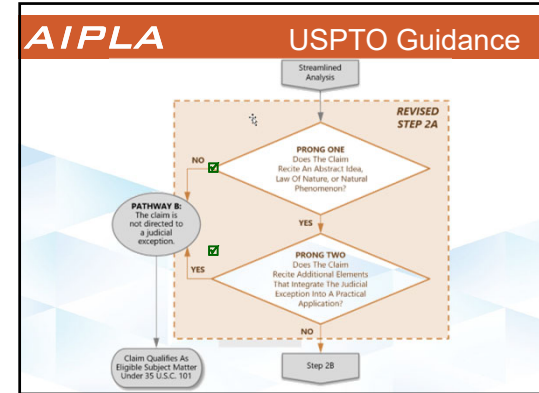 AIPLA
USPTO Guidance
Streamlined
Analysis
REVISED
STEP 2A
PRONG ONE
Does The Claim
Recite An Abstract Idea,
Law Of Nature, or Natural
Phenomenon?
NO
YES
PATHWAY B:
The claim is
not directed to
a judicial
exception.
PRONG TWO
Does The Claim
Recite Additional Elements
That Integrate The Judicial
Exception Into A Practical
Application?
YES
NO
Claim Qualifies As
Eligible Subject Matter
Under 35 U.S.C. 101
Step 2B